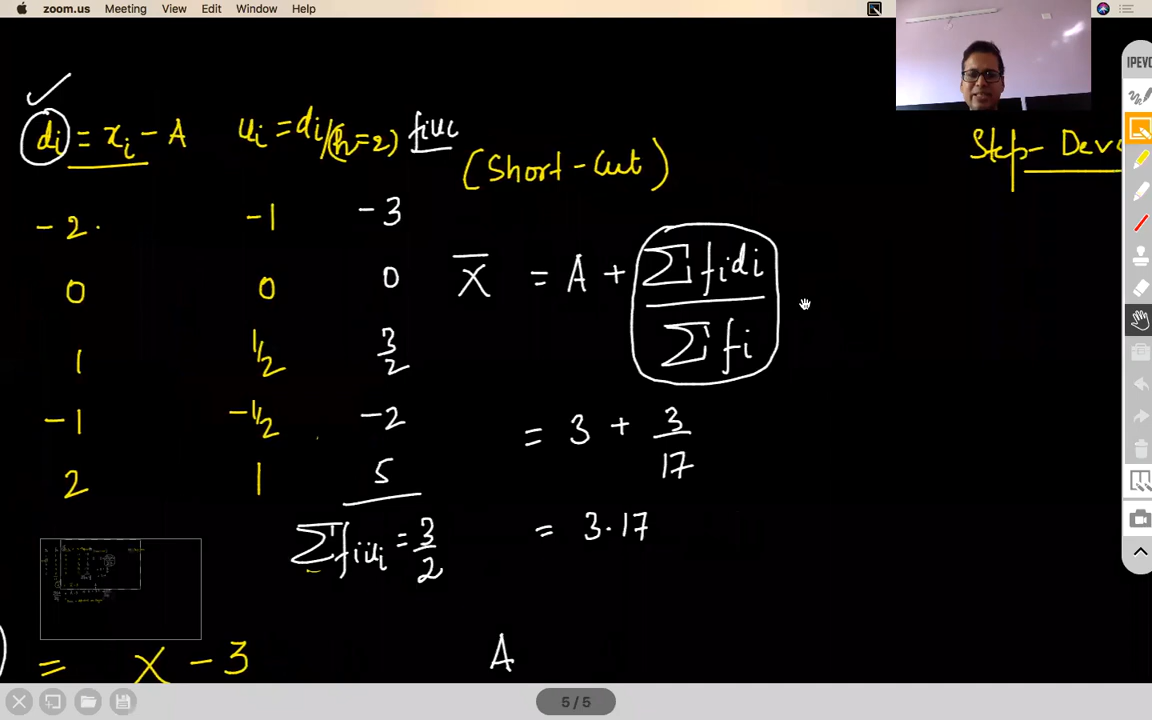 zoom.us Meeting View Edit Window Help
IPEVO
di = xi - A ui = di/(h=2) fiui
(Short-Cut)
Step-Dev
-2 -1 -3
0 0 0
X̄ = A + Σfidi / Σfi
1 1/2 3/2
-1 -1/2 -2
= 3 + 3/17
2 1 5
Σfiui = 3/2
= 3.17
= X - 3
A
5/5